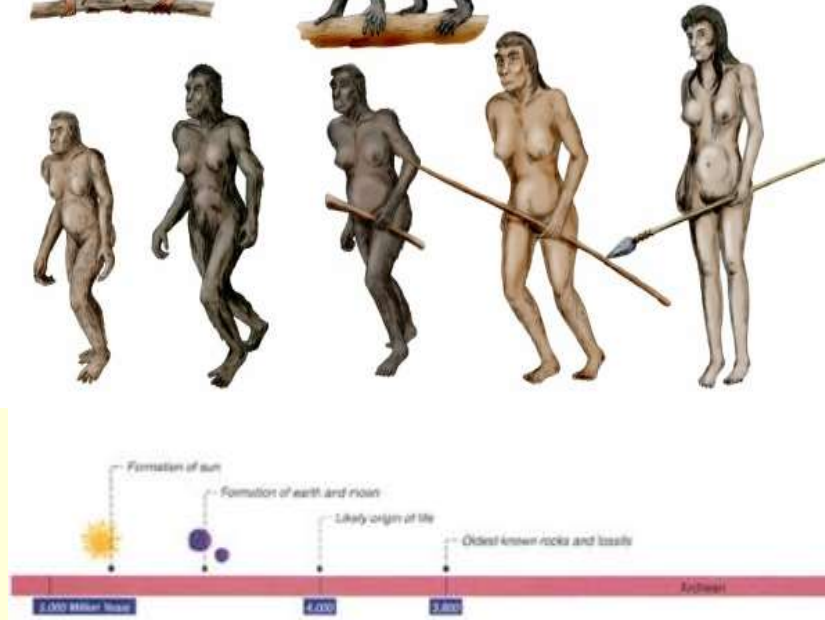 Formation of sun
Formation of earth and moon
Likely origin of life
Oldest known rocks and fossils
Archean
5,000 Million Years
4,000
3,800